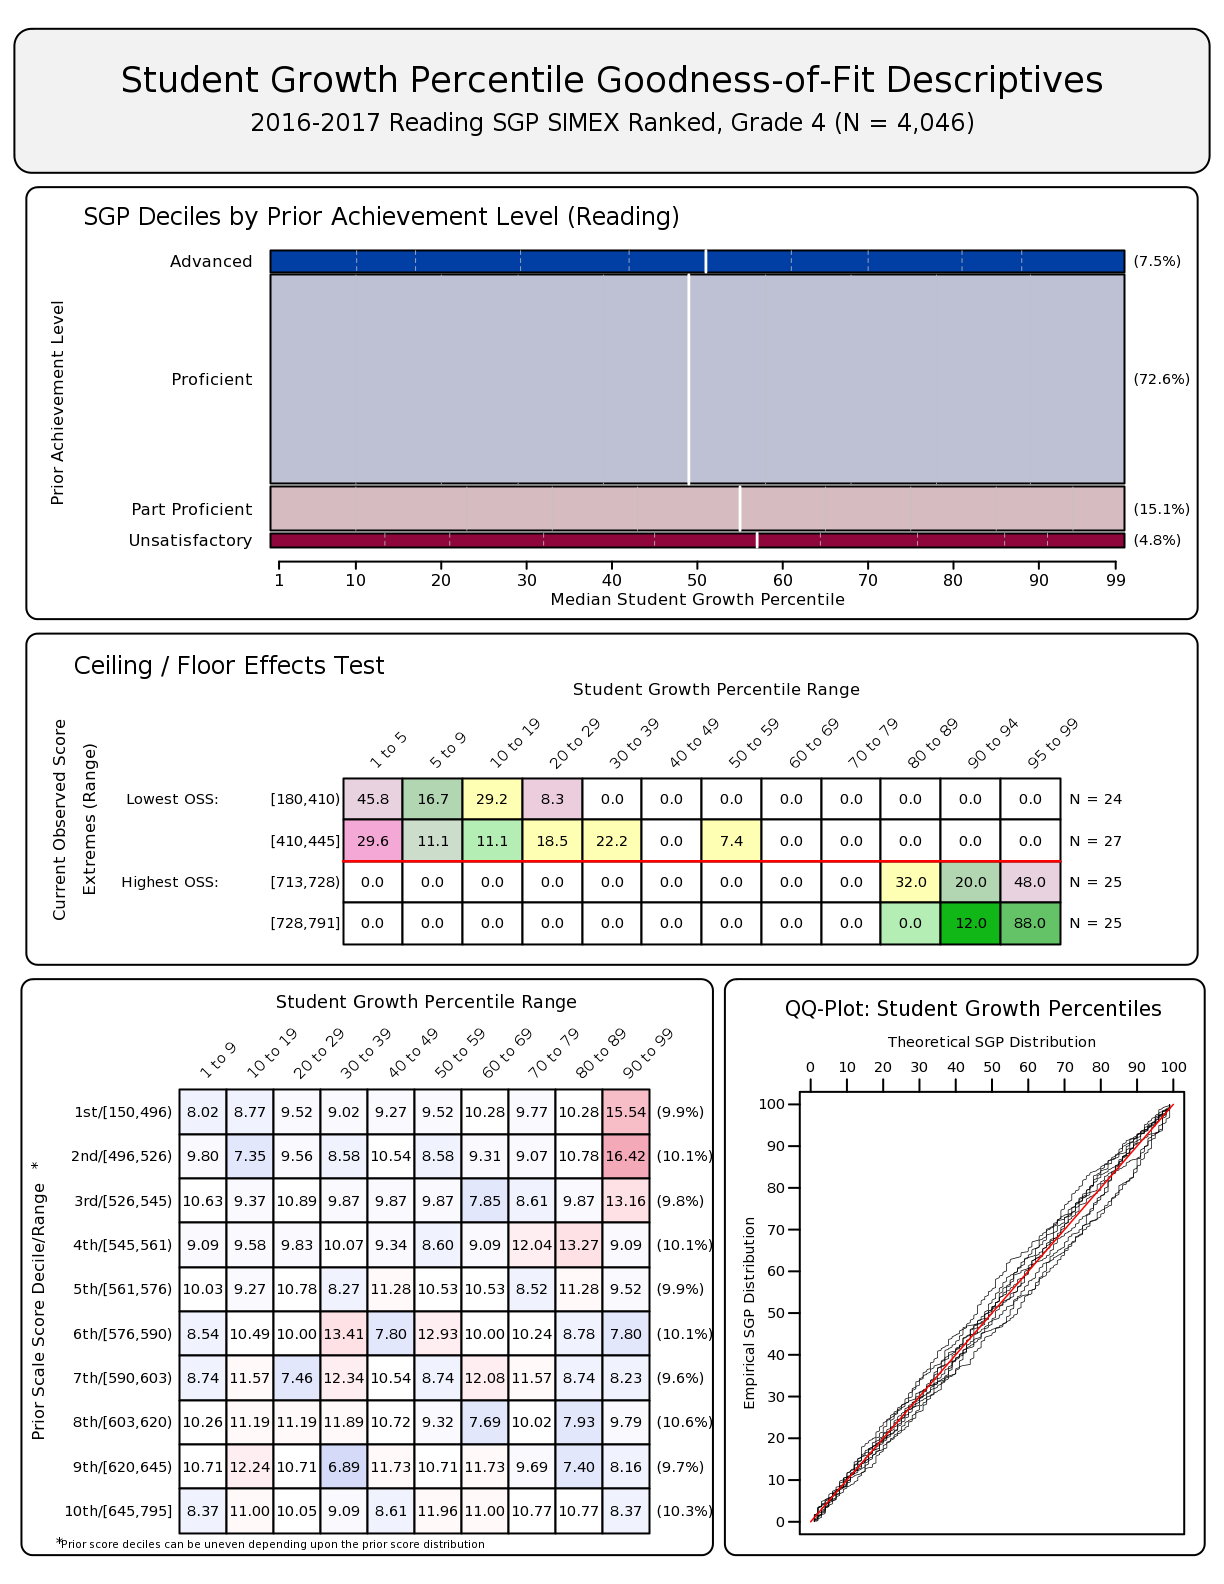 Student Growth Percentile Goodness-of-Fit Descriptives
2016-2017 Reading SGP SIMEX Ranked, Grade 4 (N = 4,046)
SGP Deciles by Prior Achievement Level (Reading)
Prior Achievement Level
Advanced (7.5%)
Proficient (72.6%)
Part Proficient (15.1%)
Unsatisfactory (4.8%)
1 10 20 30 40 50 60 70 80 90 99
Median Student Growth Percentile
Ceiling / Floor Effects Test
Student Growth Percentile Range
Current Observed Score
Extremes (Range)
1 to 5 5 to 9 10 to 19 20 to 29 30 to 39 40 to 49 50 to 59 60 to 69 70 to 79 80 to 89 90 to 94 95 to 99
Lowest OSS: [180,410) 45.8 16.7 29.2 8.3 0.0 0.0 0.0 0.0 0.0 0.0 0.0 0.0 N = 24
[410,445] 29.6 11.1 11.1 18.5 22.2 0.0 7.4 0.0 0.0 0.0 0.0 0.0 N = 27
Highest OSS: [713,728) 0.0 0.0 0.0 0.0 0.0 0.0 0.0 0.0 0.0 32.0 20.0 48.0 N = 25
[728,791] 0.0 0.0 0.0 0.0 0.0 0.0 0.0 0.0 0.0 0.0 12.0 88.0 N = 25
Student Growth Percentile Range
Prior Scale Score Decile/Range *
1 to 9 10 to 19 20 to 29 30 to 39 40 to 49 50 to 59 60 to 69 70 to 79 80 to 89 90 to 99
1st/[150,496) 8.02 8.77 9.52 9.02 9.27 9.52 10.28 9.77 10.28 15.54 (9.9%)
2nd/[496,526) 9.80 7.35 9.56 8.58 10.54 8.58 9.31 9.07 10.78 16.42 (10.1%)
3rd/[526,545) 10.63 9.37 10.89 9.87 9.87 9.87 7.85 8.61 9.87 13.16 (9.8%)
4th/[545,561) 9.09 9.58 9.83 10.07 9.34 8.60 9.09 12.04 13.27 9.09 (10.1%)
5th/[561,576) 10.03 9.27 10.78 8.27 11.28 10.53 10.53 8.52 11.28 9.52 (9.9%)
6th/[576,590) 8.54 10.49 10.00 13.41 7.80 12.93 10.00 10.24 8.78 7.80 (10.1%)
7th/[590,603) 8.74 11.57 7.46 12.34 10.54 8.74 12.08 11.57 8.74 8.23 (9.6%)
8th/[603,620) 10.26 11.19 11.19 11.89 10.72 9.32 7.69 10.02 7.93 9.79 (10.6%)
9th/[620,645) 10.71 12.24 10.71 6.89 11.73 10.71 11.73 9.69 7.40 8.16 (9.7%)
10th/[645,795] 8.37 11.00 10.05 9.09 8.61 11.96 11.00 10.77 10.77 8.37 (10.3%)
*Prior score deciles can be uneven depending upon the prior score distribution
QQ-Plot: Student Growth Percentiles
Theoretical SGP Distribution
0 10 20 30 40 50 60 70 80 90 100
Empirical SGP Distribution
100
90
80
70
60
50
40
30
20
10
0